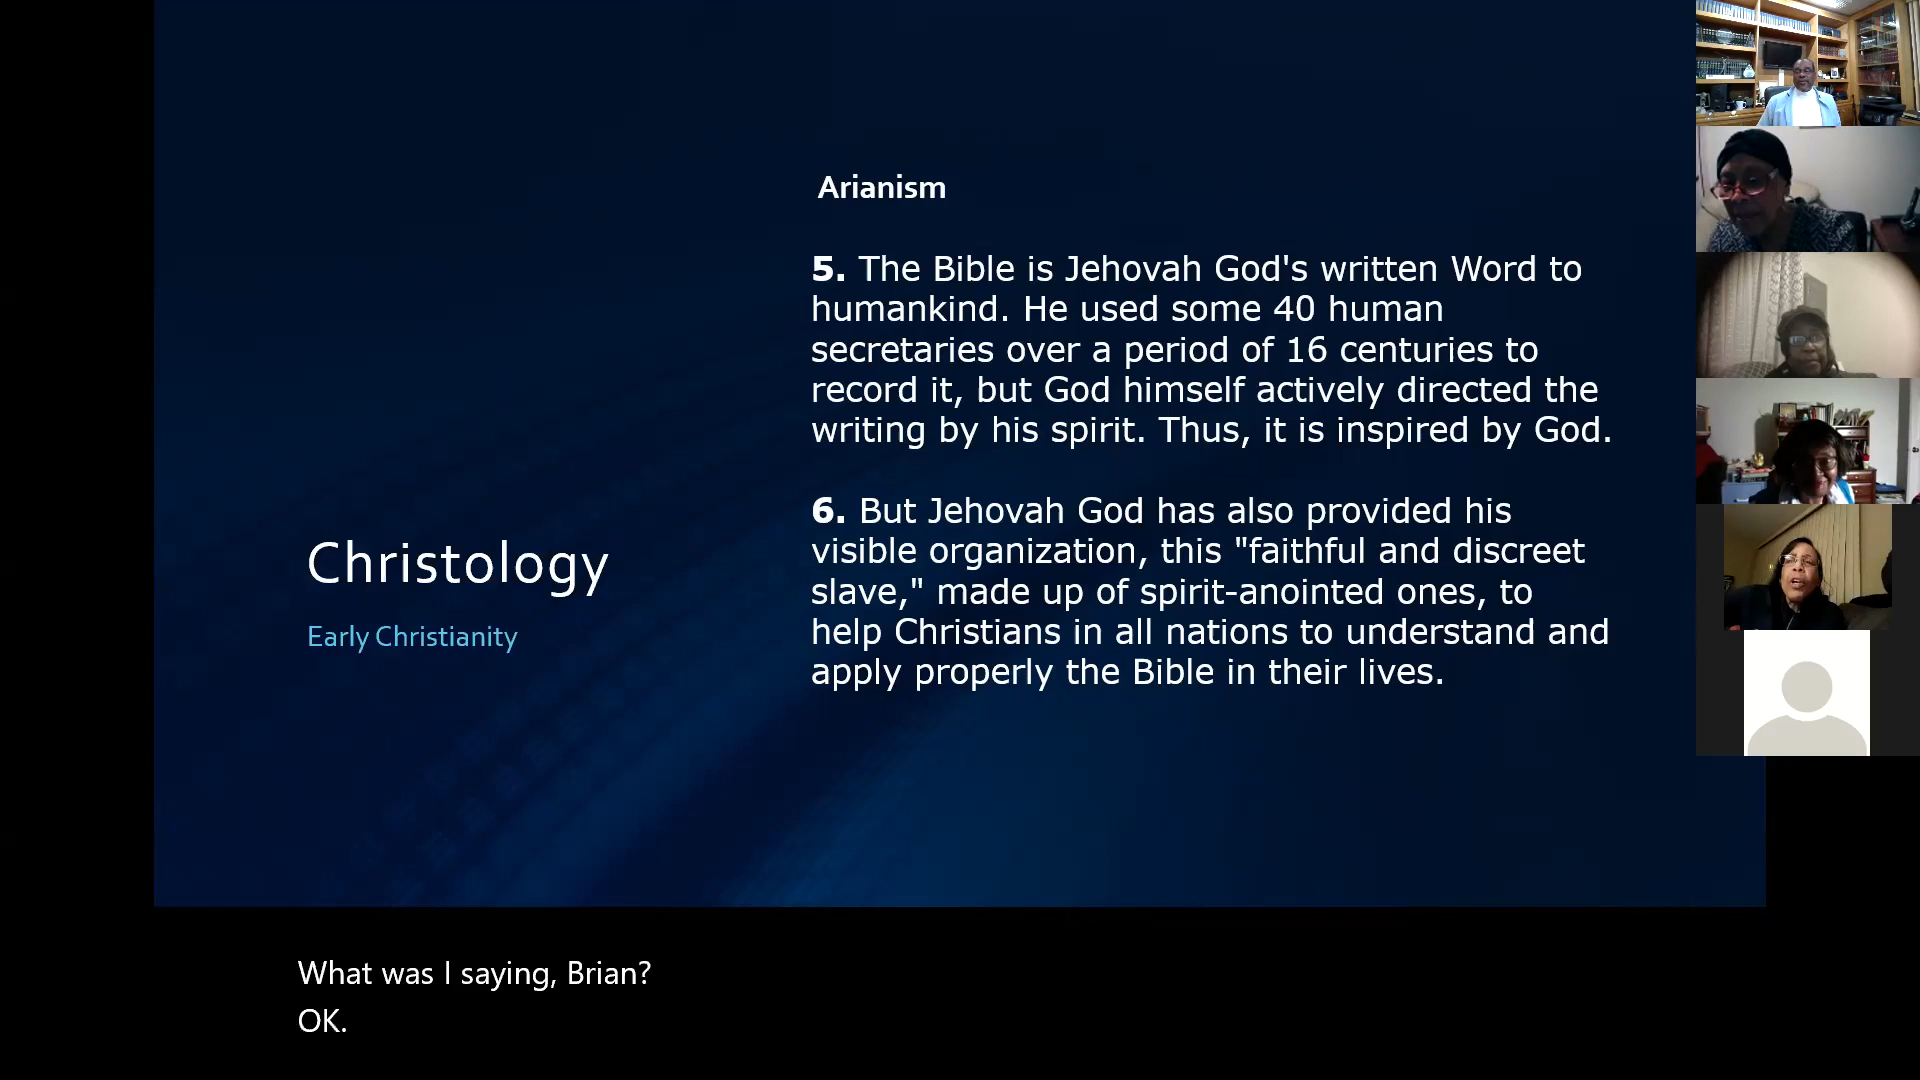 Arianism
5. The Bible is Jehovah God's written Word to
humankind. He used some 40 human
secretaries over a period of 16 centuries to
record it, but God himself actively directed the
writing by his spirit. Thus, it is inspired by God.
6. But Jehovah God has also provided his
visible organization, this "faithful and discreet
slave," made up of spirit-anointed ones, to
help Christians in all nations to understand and
apply properly the Bible in their lives.
Christology
Early Christianity
What was I saying, Brian?
OK.